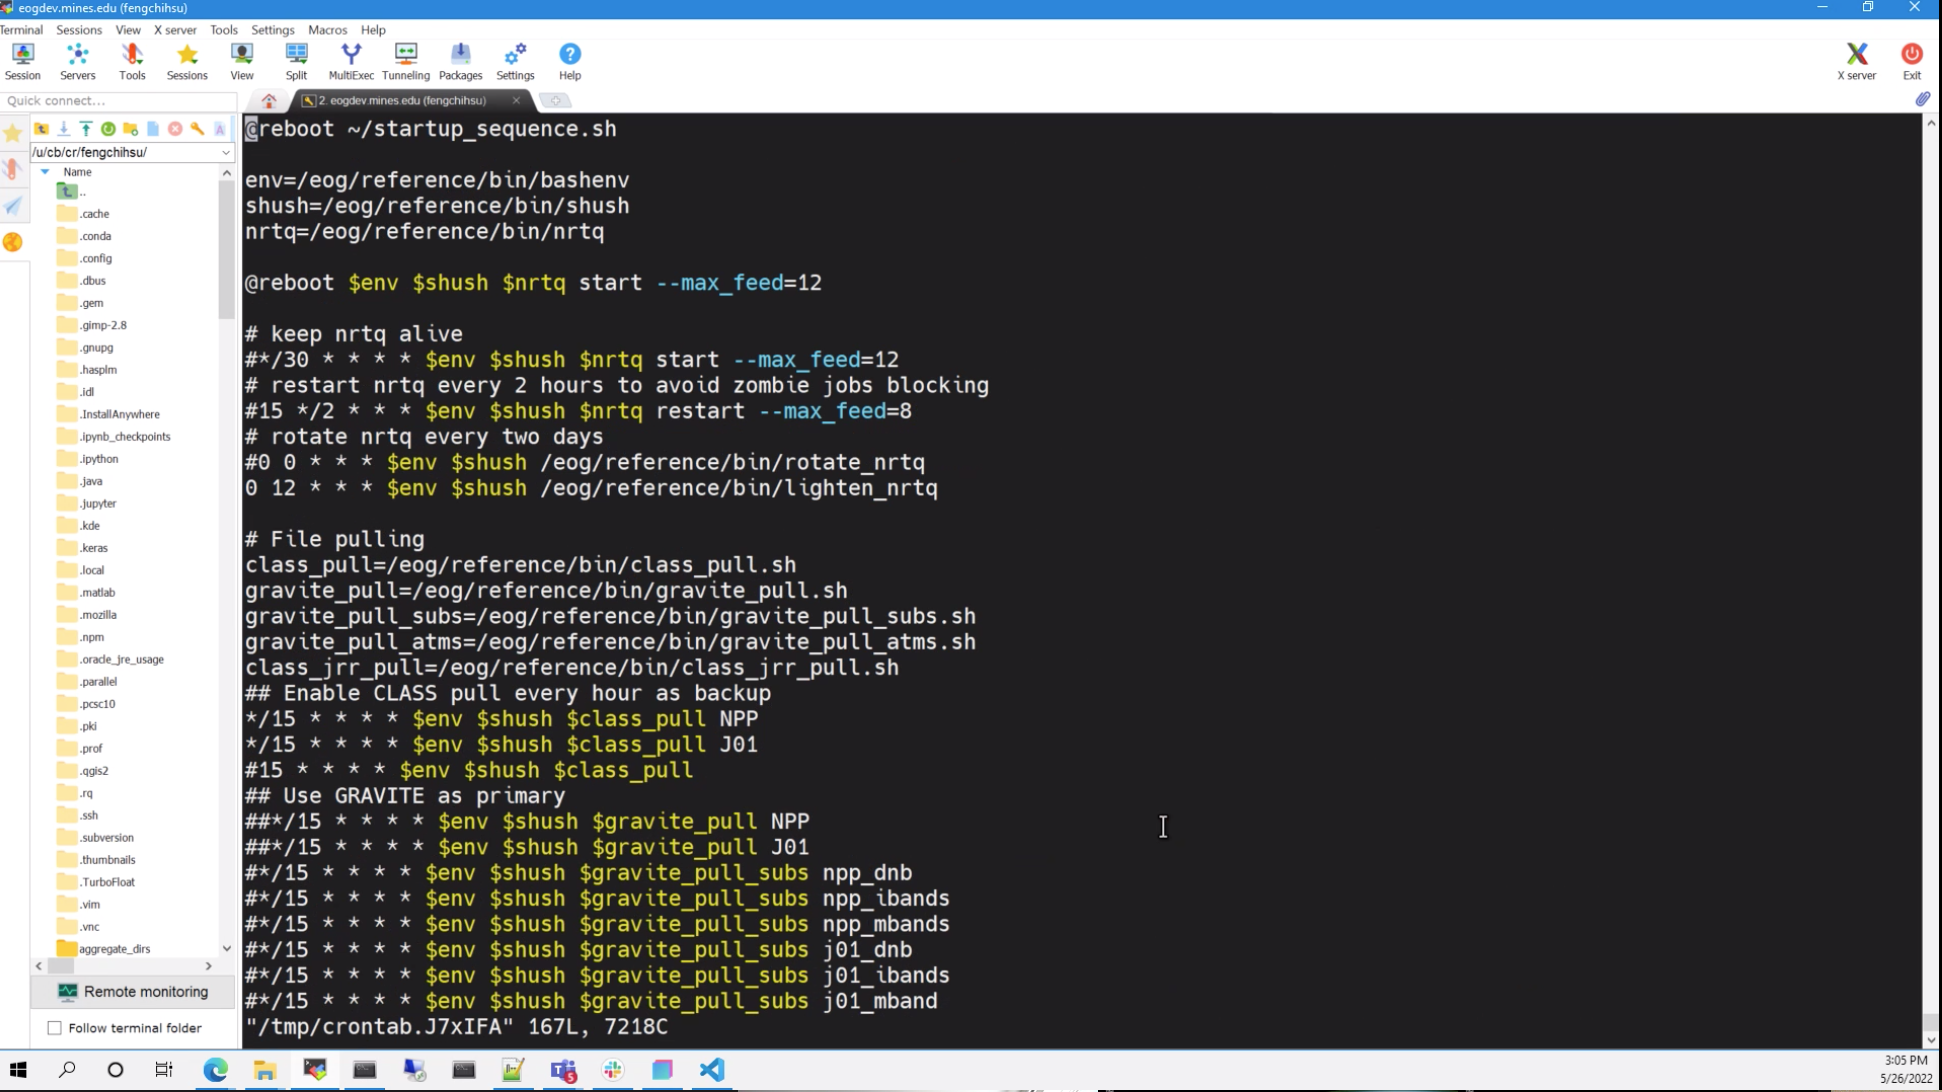 eogdev.mines.edu (fengchihsu)
Terminal Sessions View X server Tools Settings Macros Help
Session Servers Tools Sessions View Split MultiExec Tunneling Packages Settings Help X server Exit
Quick connect...
2. eogdev.mines.edu (fengchihsu)
/u/cb/cr/fengchihsu/
Name
..
.cache
.conda
.config
.dbus
.gem
.gimp-2.8
.gnupg
.hasplm
.idl
.InstallAnywhere
.ipynb_checkpoints
.ipython
.java
.jupyter
.kde
.keras
.local
.matlab
.mozilla
.npm
.oracle_jre_usage
.parallel
.pcsc10
.pki
.prof
.qgis2
.rq
.ssh
.subversion
.thumbnails
.TurboFloat
.vim
.vnc
aggregate_dirs
Remote monitoring
Follow terminal folder
@reboot ~/startup_sequence.sh
env=/eog/reference/bin/bashenv
shush=/eog/reference/bin/shush
nrtq=/eog/reference/bin/nrtq
@reboot $env $shush $nrtq start --max_feed=12
# keep nrtq alive
#*/30 * * * * $env $shush $nrtq start --max_feed=12
# restart nrtq every 2 hours to avoid zombie jobs blocking
#15 */2 * * * $env $shush $nrtq restart --max_feed=8
# rotate nrtq every two days
#0 0 * * * $env $shush /eog/reference/bin/rotate_nrtq
0 12 * * * $env $shush /eog/reference/bin/lighten_nrtq
# File pulling
class_pull=/eog/reference/bin/class_pull.sh
gravite_pull=/eog/reference/bin/gravite_pull.sh
gravite_pull_subs=/eog/reference/bin/gravite_pull_subs.sh
gravite_pull_atms=/eog/reference/bin/gravite_pull_atms.sh
class_jrr_pull=/eog/reference/bin/class_jrr_pull.sh
## Enable CLASS pull every hour as backup
*/15 * * * * $env $shush $class_pull NPP
*/15 * * * * $env $shush $class_pull J01
#15 * * * * $env $shush $class_pull
## Use GRAVITE as primary
##*/15 * * * * $env $shush $gravite_pull NPP
##*/15 * * * * $env $shush $gravite_pull J01
#*/15 * * * * $env $shush $gravite_pull_subs npp_dnb
#*/15 * * * * $env $shush $gravite_pull_subs npp_ibands
#*/15 * * * * $env $shush $gravite_pull_subs npp_mbands
#*/15 * * * * $env $shush $gravite_pull_subs j01_dnb
#*/15 * * * * $env $shush $gravite_pull_subs j01_ibands
#*/15 * * * * $env $shush $gravite_pull_subs j01_mband
"/tmp/crontab.J7xIFA" 167L, 7218C
3:05 PM
5/26/2022